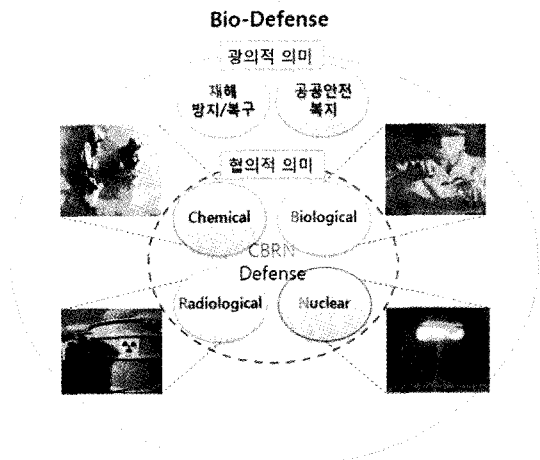 Bio-Defense
광의적 의미
재해
방지/복구
공공안전
복지
협의적 의미
Chemical
Biological
CBRN
Defense
Radiological
Nuclear